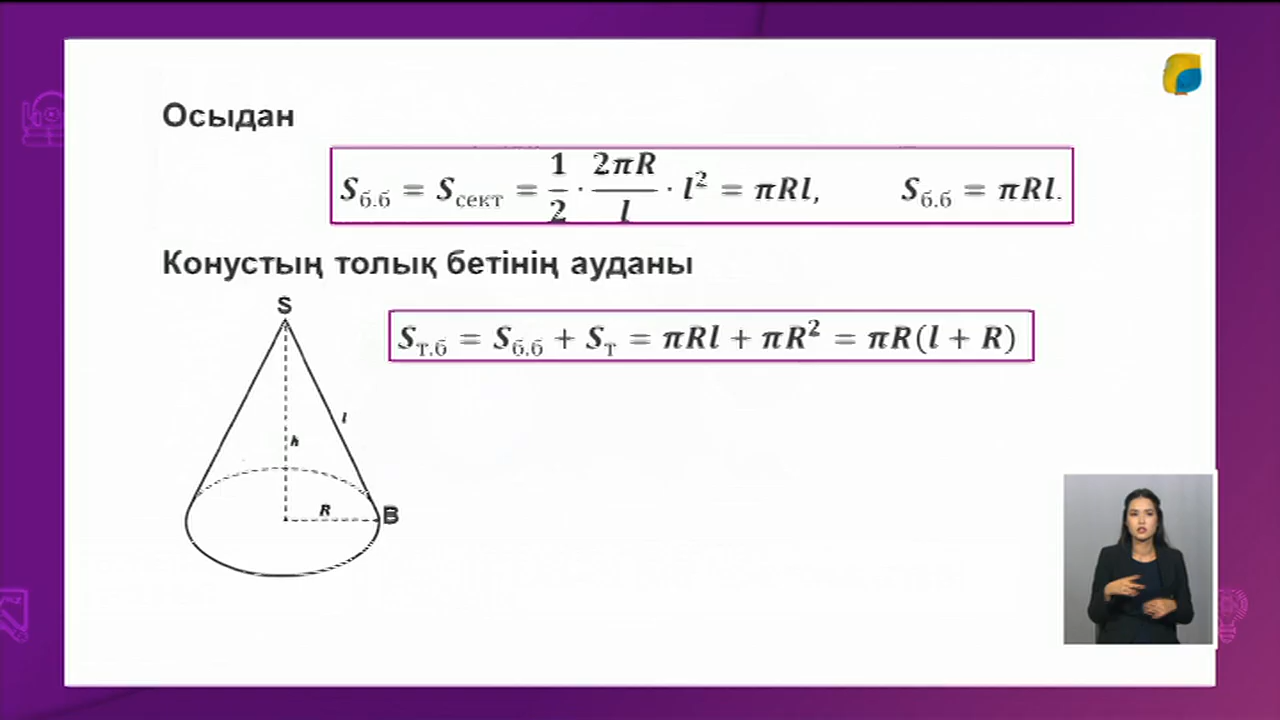 Осыдан
S_б.б = S_сект = 1/2 · 2πR/l · l² = πRl,   S_б.б = πRl.
Конустың толық бетінің ауданы
S
S_т.б = S_б.б + S_т = πRl + πR² = πR(l + R)
l
h
R
B